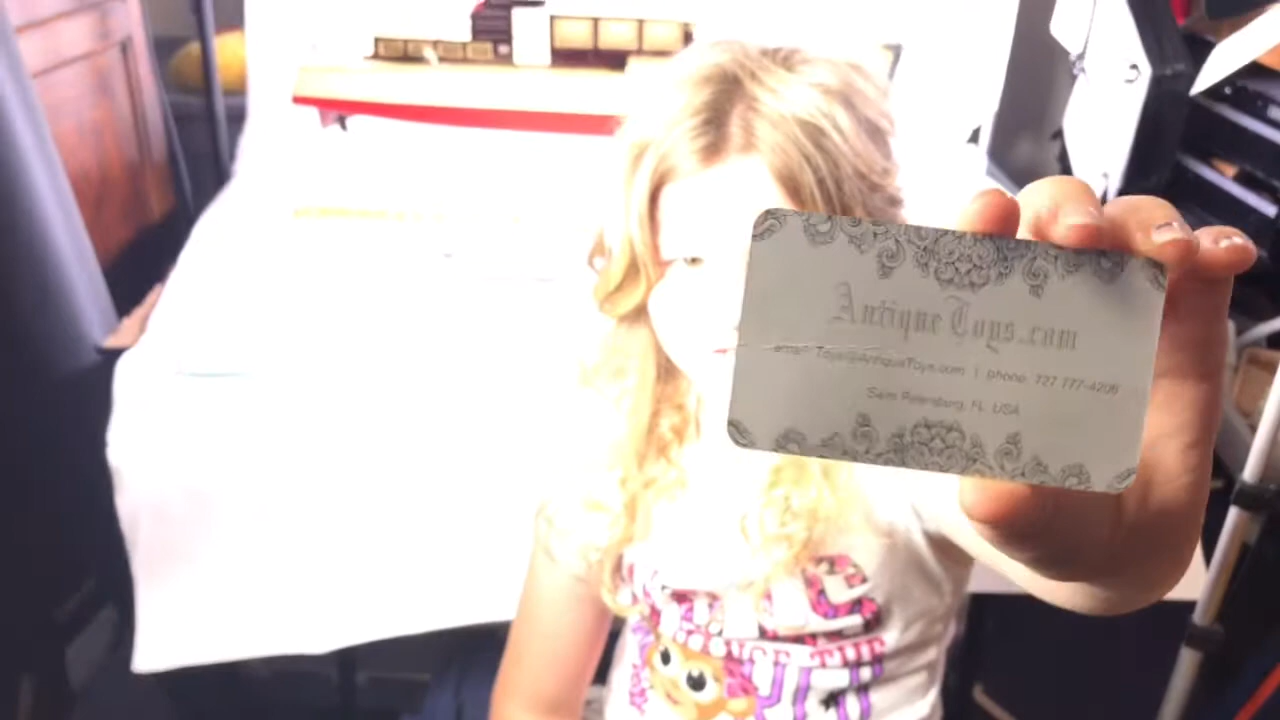 AntiqueToys.com
email: Toys@AntiqueToys.com | phone: 727 777-4206
Saint Petersburg, FL USA